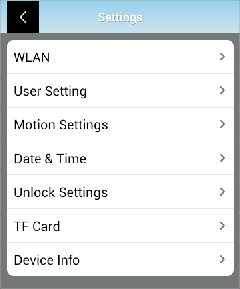 Settings
WLAN
User Setting
Motion Settings
Date & Time
Unlock Settings
TF Card
Device Info